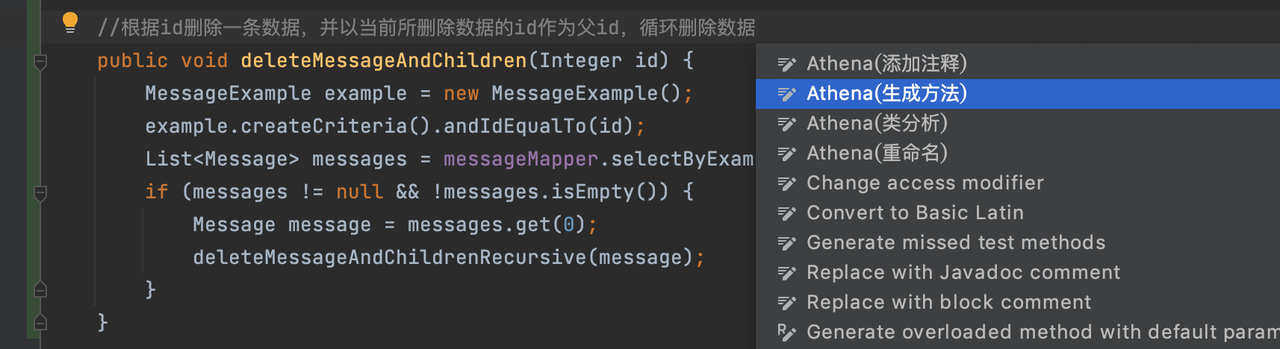 //根据id删除一条数据，并以当前所删除数据的id作为父id，循环删除数据
public void deleteMessageAndChildren(Integer id) {
MessageExample example = new MessageExample();
example.createCriteria().andIdEqualTo(id);
List<Message> messages = messageMapper.selectByExam
if (messages != null && !messages.isEmpty()) {
Message message = messages.get(0);
deleteMessageAndChildrenRecursive(message);
}
}
Athena(添加注释)
Athena(生成方法)
Athena(类分析)
Athena(重命名)
Change access modifier
Convert to Basic Latin
Generate missed test methods
Replace with Javadoc comment
Replace with block comment
Generate overloaded method with default param